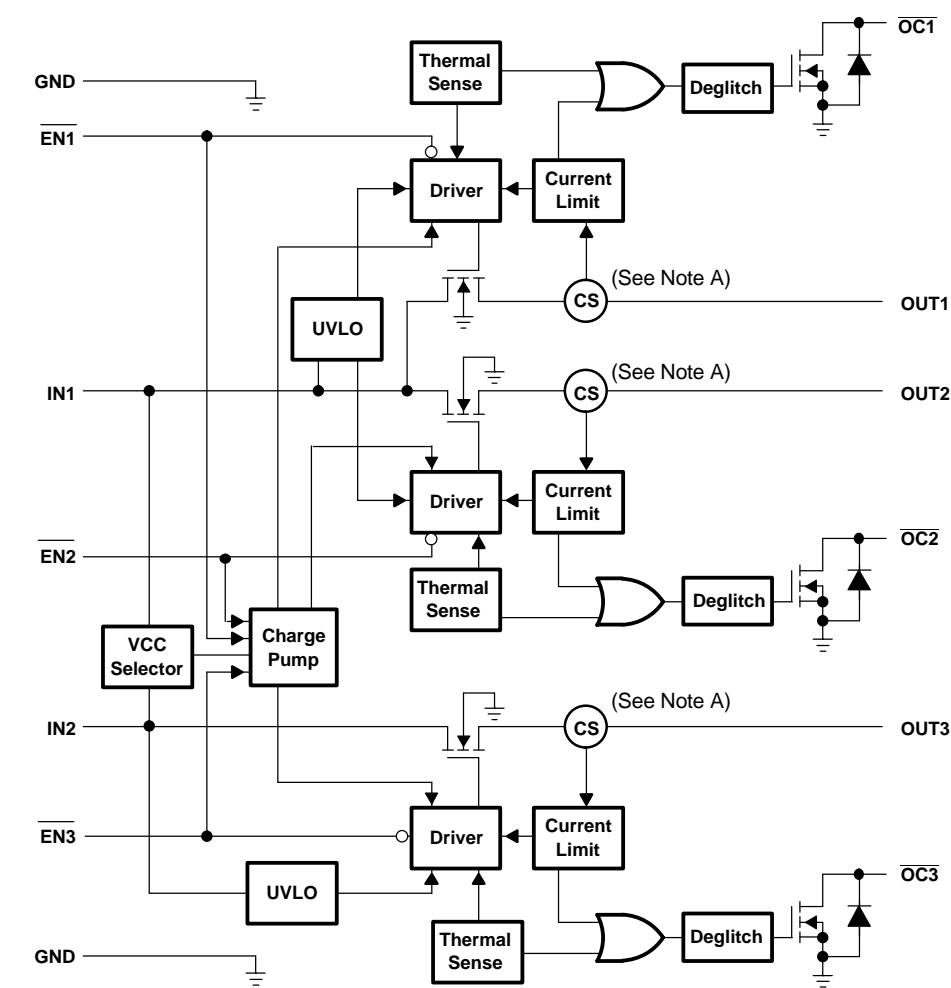 OC1
Thermal
Sense
Deglitch
GND
EN1
Driver
Current
Limit
(See Note A)
CS
OUT1
UVLO
(See Note A)
IN1
CS
OUT2
Driver
Current
Limit
EN2
OC2
Thermal
Sense
Deglitch
VCC
Selector
Charge
Pump
(See Note A)
IN2
CS
OUT3
EN3
Driver
Current
Limit
UVLO
OC3
Thermal
Sense
Deglitch
GND